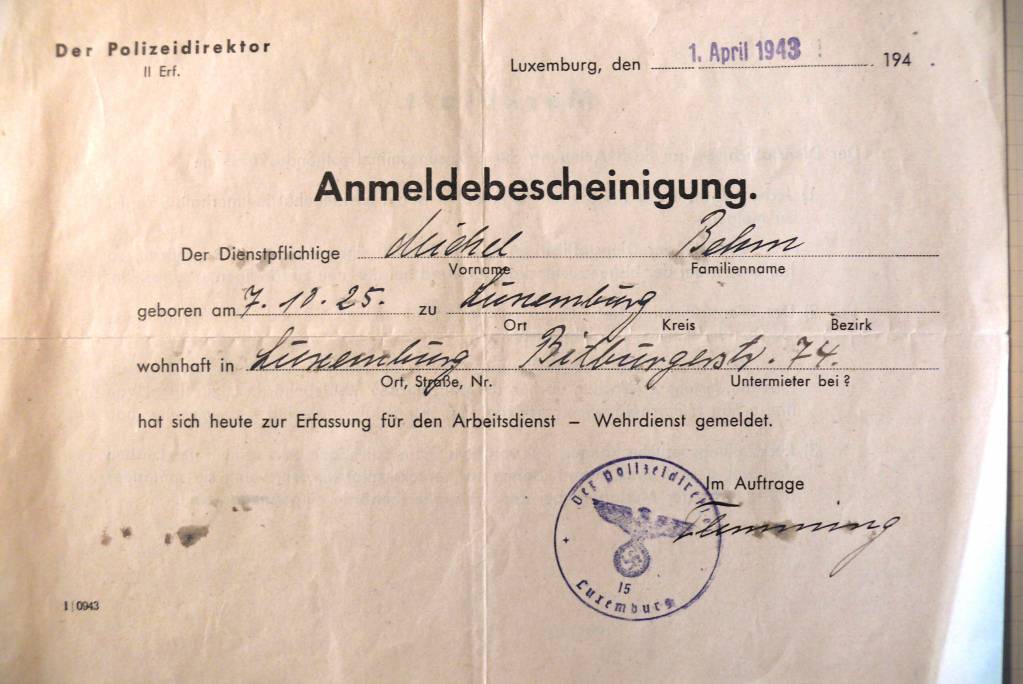 Der Polizeidirektor
II Erf.
Luxemburg, den 1. April 1943 194 .
Anmeldebescheinigung.
Der Dienstpflichtige Michel Behm
Vorname Familienname
geboren am 7. 10. 25. zu Luxemburg
Ort Kreis Bezirk
wohnhaft in Luxemburg Bitburgerstr. 74.
Ort, Straße, Nr. Untermieter bei ?
hat sich heute zur Erfassung für den Arbeitsdienst – Wehrdienst gemeldet.
Im Auftrage
Der Polizeidirektor
15
Luxemburg
I | 0943